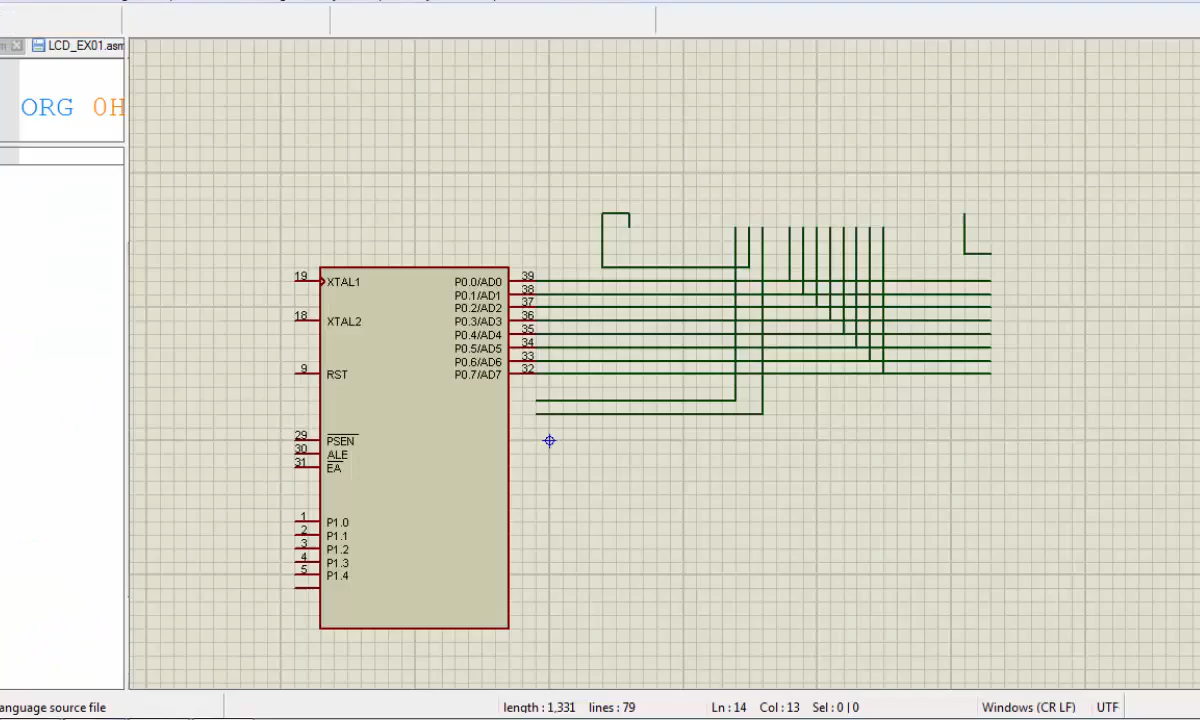 LCD_EX01.asm
ORG 0H
19 XTAL1
18 XTAL2
9 RST
29 PSEN
30 ALE
31 EA
1 P1.0
2 P1.1
3 P1.2
4 P1.3
5 P1.4
P0.0/AD0 39
P0.1/AD1 38
P0.2/AD2 37
P0.3/AD3 36
P0.4/AD4 35
P0.5/AD5 34
P0.6/AD6 33
P0.7/AD7 32
anguage source file length : 1,331 lines : 79 Ln : 14 Col : 13 Sel : 0 | 0 Windows (CR LF) UTF